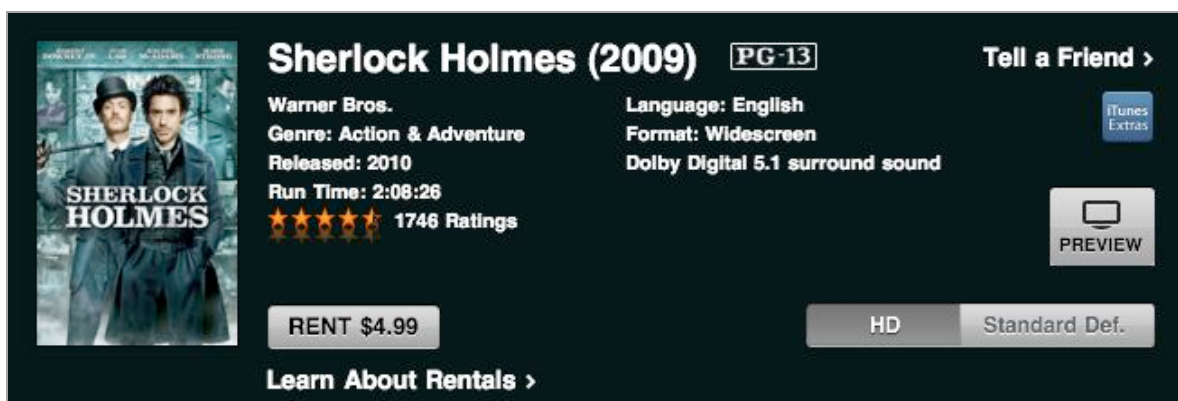 Sherlock Holmes (2009) PG-13
Tell a Friend >
Warner Bros.
Genre: Action & Adventure
Released: 2010
Run Time: 2:08:26
1746 Ratings
Language: English
Format: Widescreen
Dolby Digital 5.1 surround sound
iTunes
Extras
PREVIEW
SHERLOCK
HOLMES
RENT $4.99
HD
Standard Def.
Learn About Rentals >